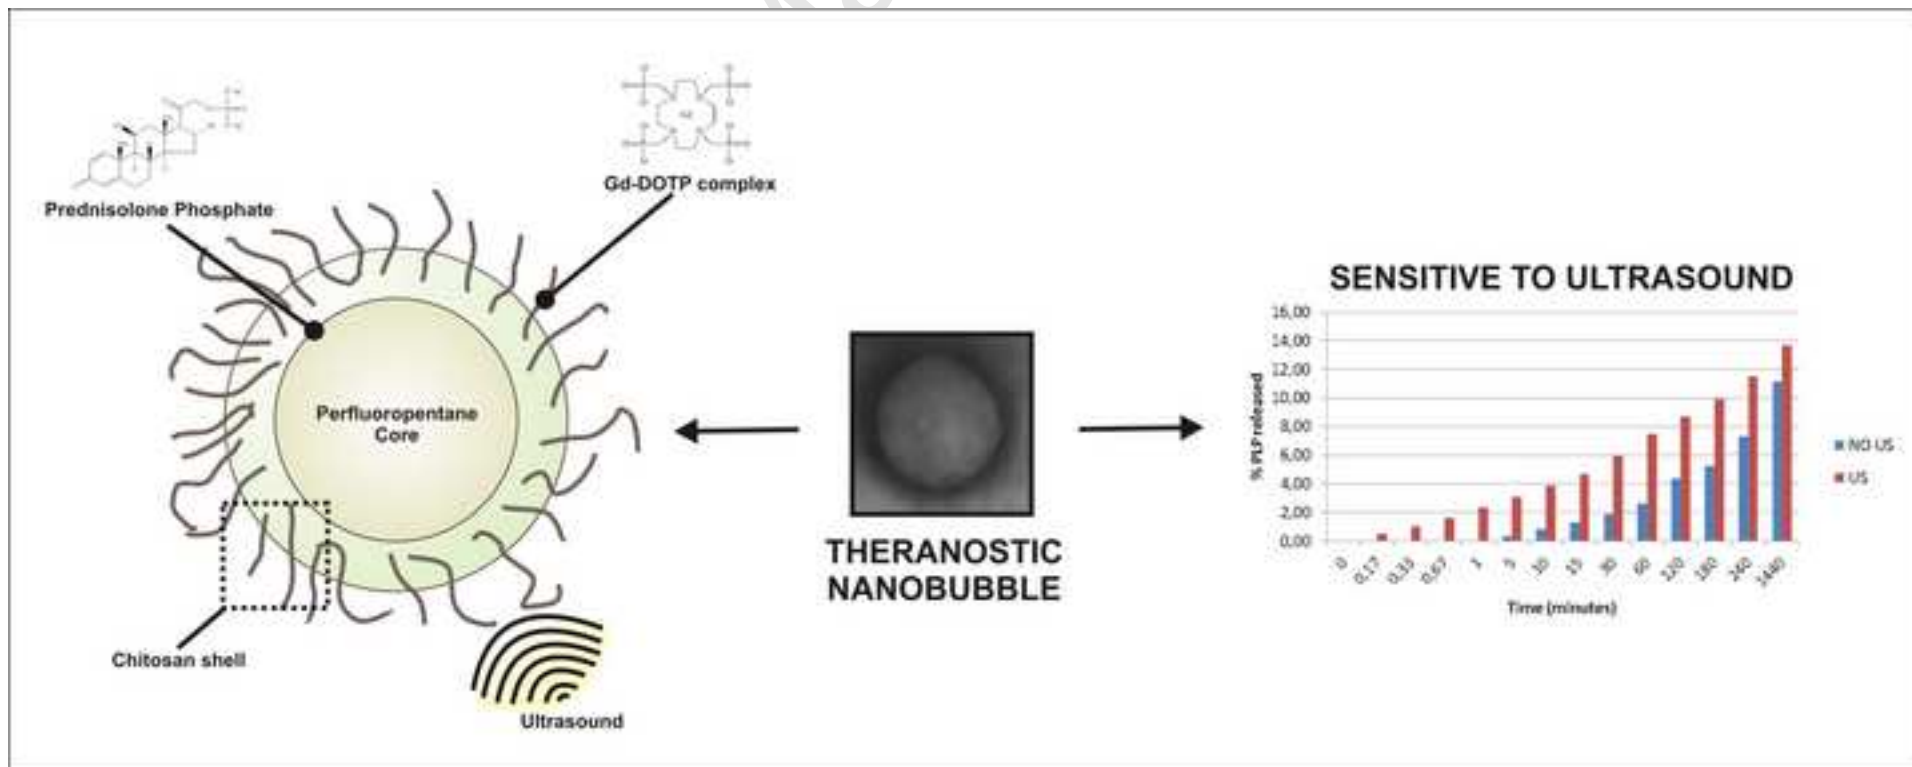 Prednisolone Phosphate
Gd-DOTP complex
Perfluoropentane
Core
Chitosan shell
Ultrasound
THERANOSTIC
NANOBUBBLE
SENSITIVE TO ULTRASOUND
16,00
14,00
12,00
10,00
8,00
6,00
4,00
2,00
0,00
% PLP released
0 0,17 0,33 0,67 1 10 15 30 60 120 180 240 1440
Time (minutes)
NO US
US